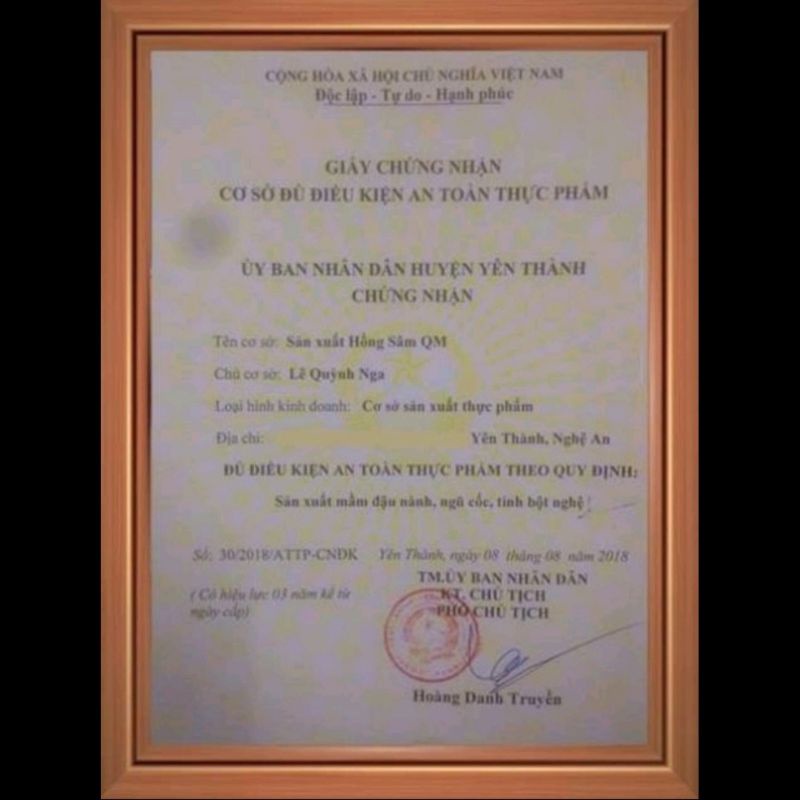 CỘNG HÒA XÃ HỘI CHỦ NGHĨA VIỆT NAM
Độc lập - Tự do - Hạnh phúc
GIẤY CHỨNG NHẬN
CƠ SỞ ĐỦ ĐIỀU KIỆN AN TOÀN THỰC PHẨM
ỦY BAN NHÂN DÂN HUYỆN YÊN THÀNH
CHỨNG NHẬN
Tên cơ sở: Sản xuất Hồng Sâm QM
Chủ cơ sở: Lê Quỳnh Nga
Loại hình kinh doanh: Cơ sở sản xuất thực phẩm
Địa chỉ: Yên Thành, Nghệ An
ĐỦ ĐIỀU KIỆN AN TOÀN THỰC PHẨM THEO QUY ĐỊNH:
Sản xuất mầm đậu nành, ngũ cốc, tinh bột nghệ
Số: 30/2018/ATTP-CNĐK Yên Thành, ngày 08 tháng 08 năm 2018
TM.ỦY BAN NHÂN DÂN
( Có hiệu lực 03 năm kể từ KT. CHỦ TỊCH
ngày cấp) PHÓ CHỦ TỊCH
Hoàng Danh Truyền